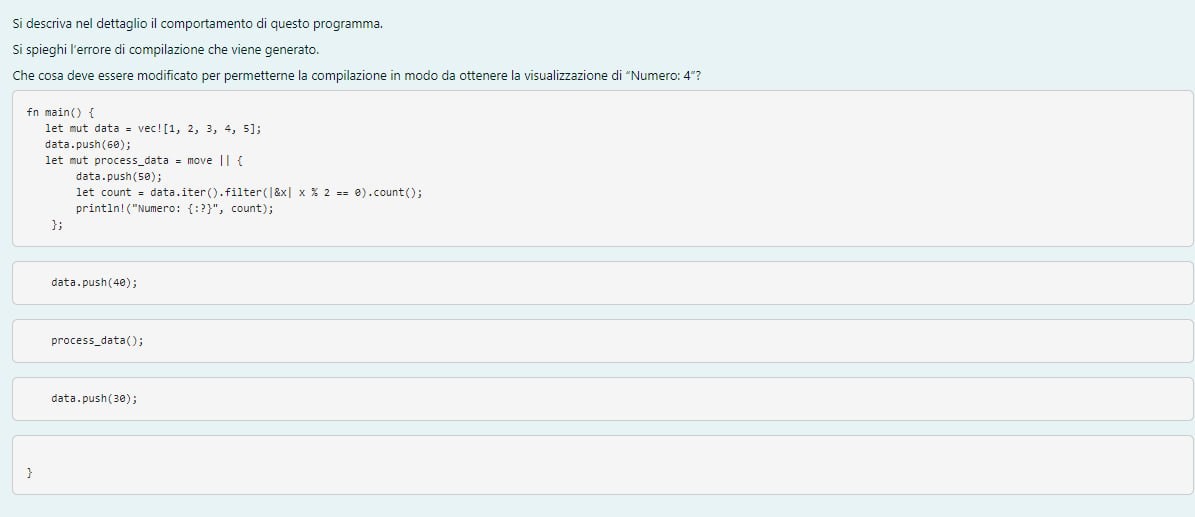 Si descriva nel dettaglio il comportamento di questo programma.
Si spieghi l'errore di compilazione che viene generato.
Che cosa deve essere modificato per permetterne la compilazione in modo da ottenere la visualizzazione di "Numero: 4"?
fn main() {
let mut data = vec![1, 2, 3, 4, 5];
data.push(60);
let mut process_data = move || {
data.push(50);
let count = data.iter().filter(|&x| x % 2 == 0).count();
println!("Numero: {:?}", count);
};
data.push(40);
process_data();
data.push(30);
}